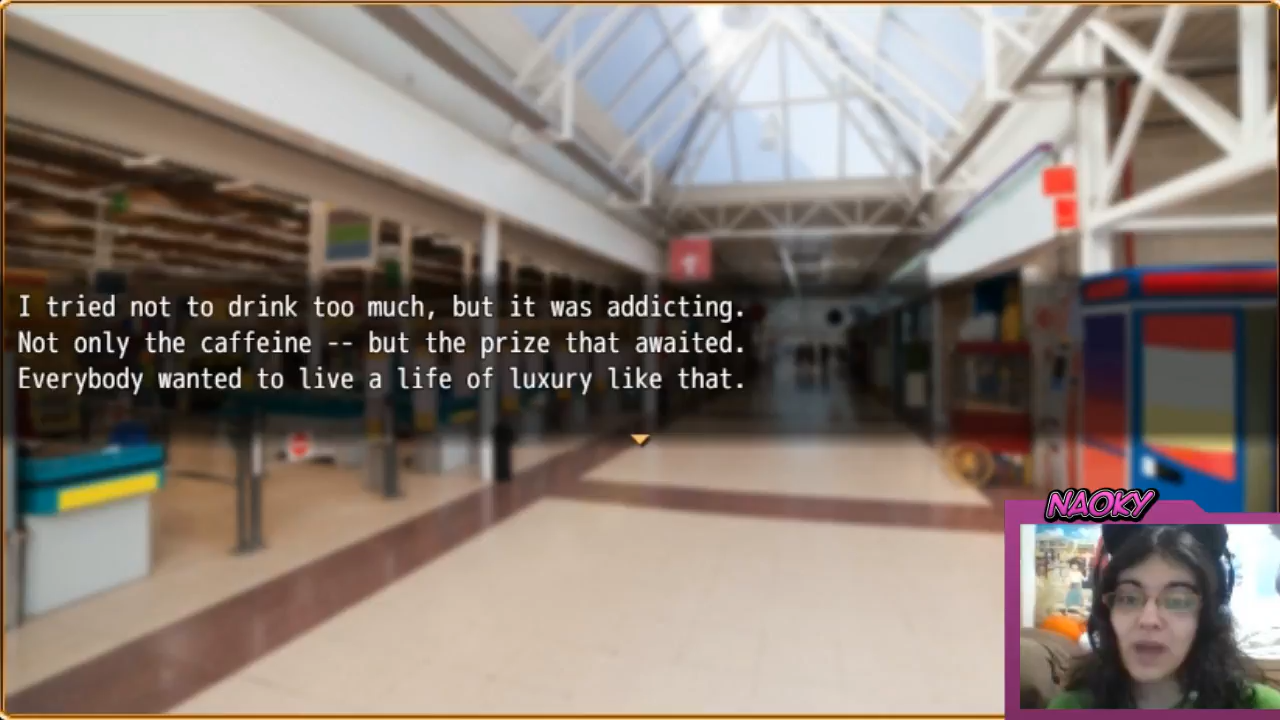 I tried not to drink too much, but it was addicting.
Not only the caffeine -- but the prize that awaited.
Everybody wanted to live a life of luxury like that.
NAOKY